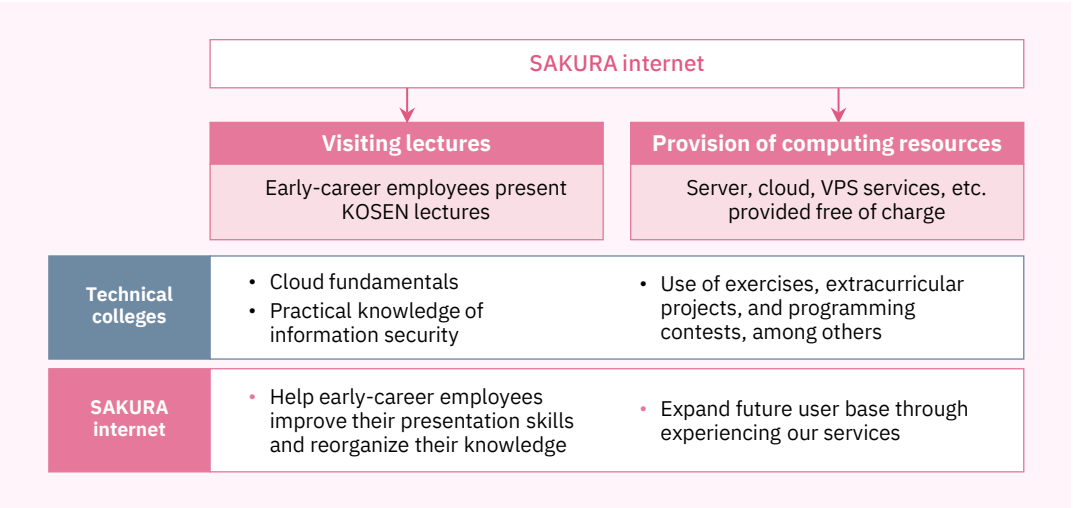 SAKURA internet
Visiting lectures
Early-career employees present
KOSEN lectures
Provision of computing resources
Server, cloud, VPS services, etc.
provided free of charge
Technical
colleges
• Cloud fundamentals
• Practical knowledge of
information security
• Use of exercises, extracurricular
projects, and programming
contests, among others
SAKURA
internet
• Help early-career employees
improve their presentation skills
and reorganize their knowledge
• Expand future user base through
experiencing our services